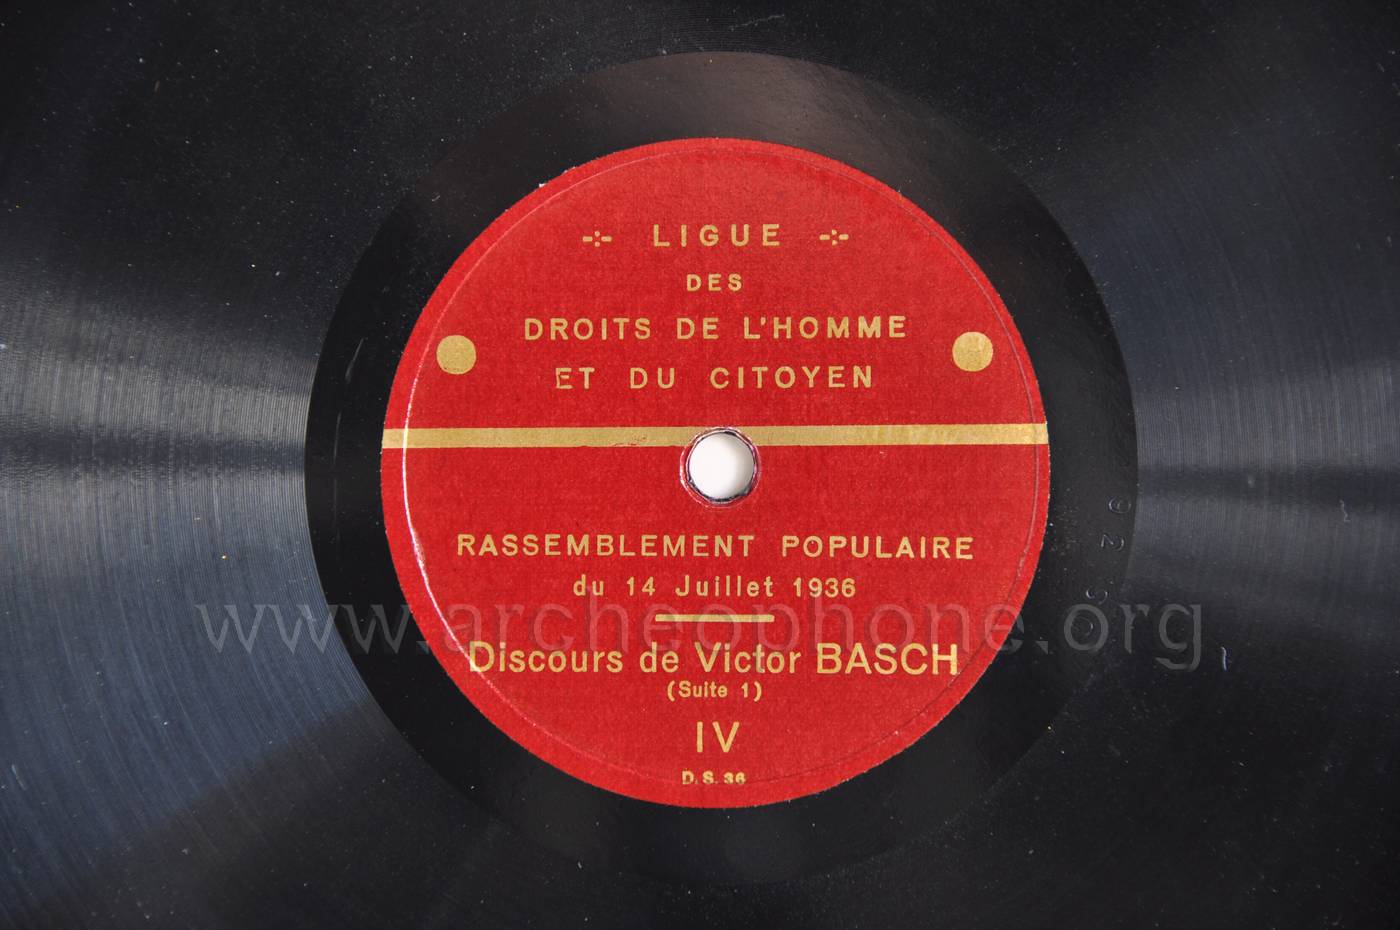 LIGUE
DES
DROITS DE L'HOMME
ET DU CITOYEN
RASSEMBLEMENT POPULAIRE
du 14 Juillet 1936
www.archeophone.org
Discours de Victor BASCH
(Suite 1)
IV
D.S.36